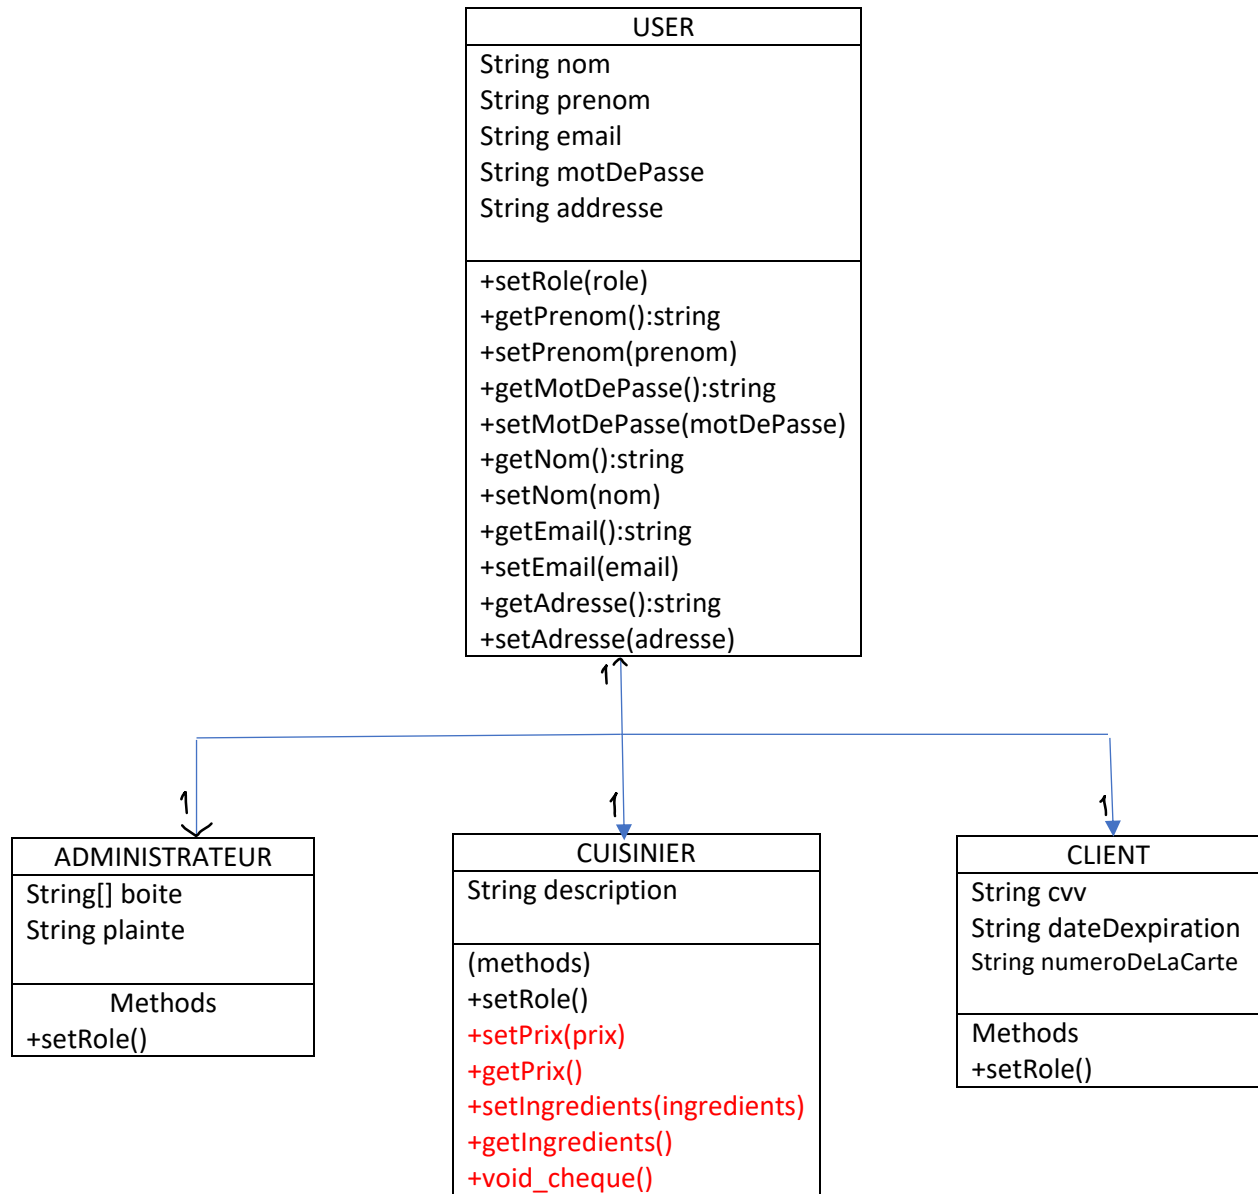 USER
String nom
String prenom
String email
String motDePasse
String addresse
+setRole(role)
+getPrenom():string
+setPrenom(prenom)
+getMotDePasse():string
+setMotDePasse(motDePasse)
+getNom():string
+setNom(nom)
+getEmail():string
+setEmail(email)
+getAdresse():string
+setAdresse(adresse)
1
1
1
1
ADMINISTRATEUR
String[] boite
String plainte
Methods
+setRole()
CUISINIER
String description
(methods)
+setRole()
+setPrix(prix)
+getPrix()
+setIngredients(ingredients)
+getIngredients()
+void_cheque()
CLIENT
String cvv
String dateDexpiration
String numeroDeLaCarte
Methods
+setRole()